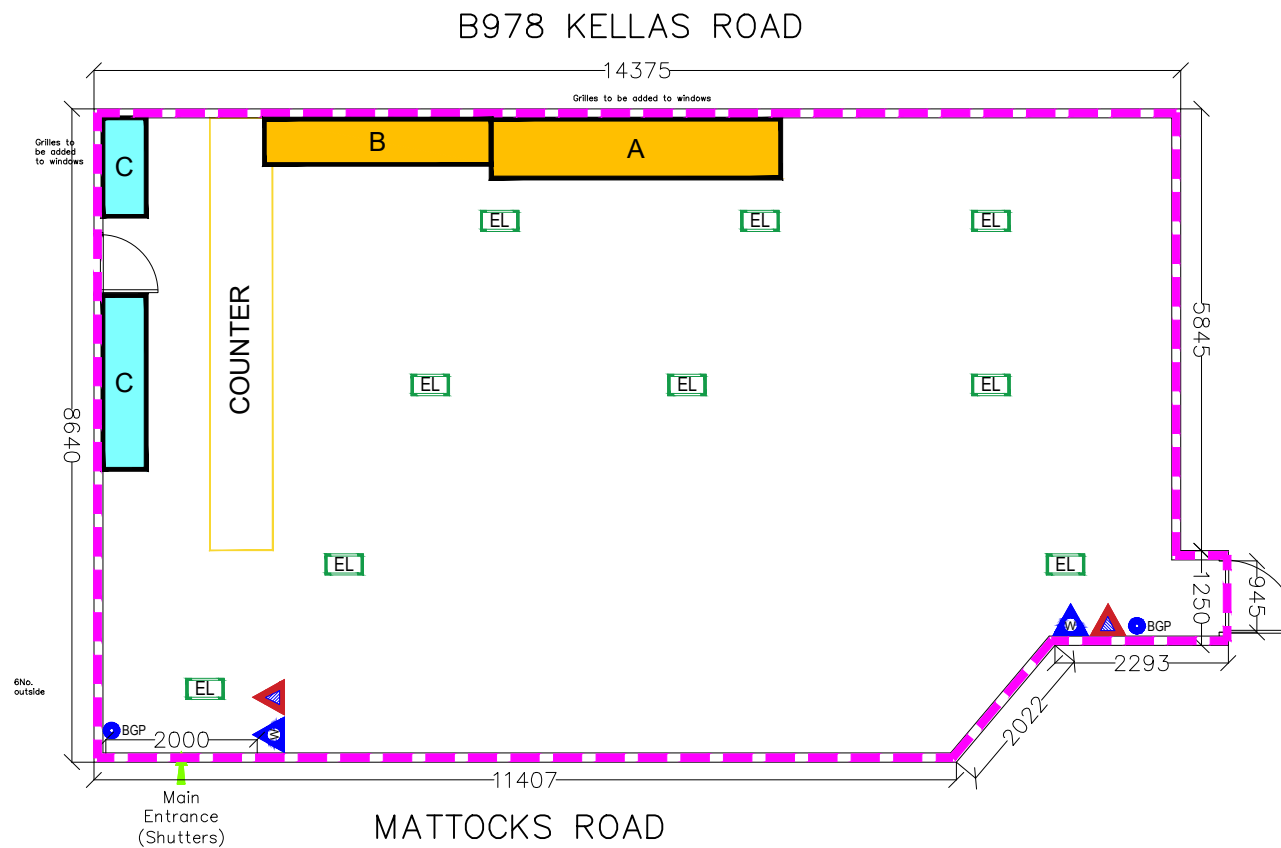 B978 KELLAS ROAD
14375
Grilles to be added to windows
Grilles to
be added
to windows
C
B
A
EL
EL
EL
COUNTER
5845
C
EL
EL
EL
8640
EL
EL
1250
945
W
BGP
2293
6No.
outside
EL
2022
BGP
2000
W
11407
Main
Entrance
(Shutters)
MATTOCKS ROAD